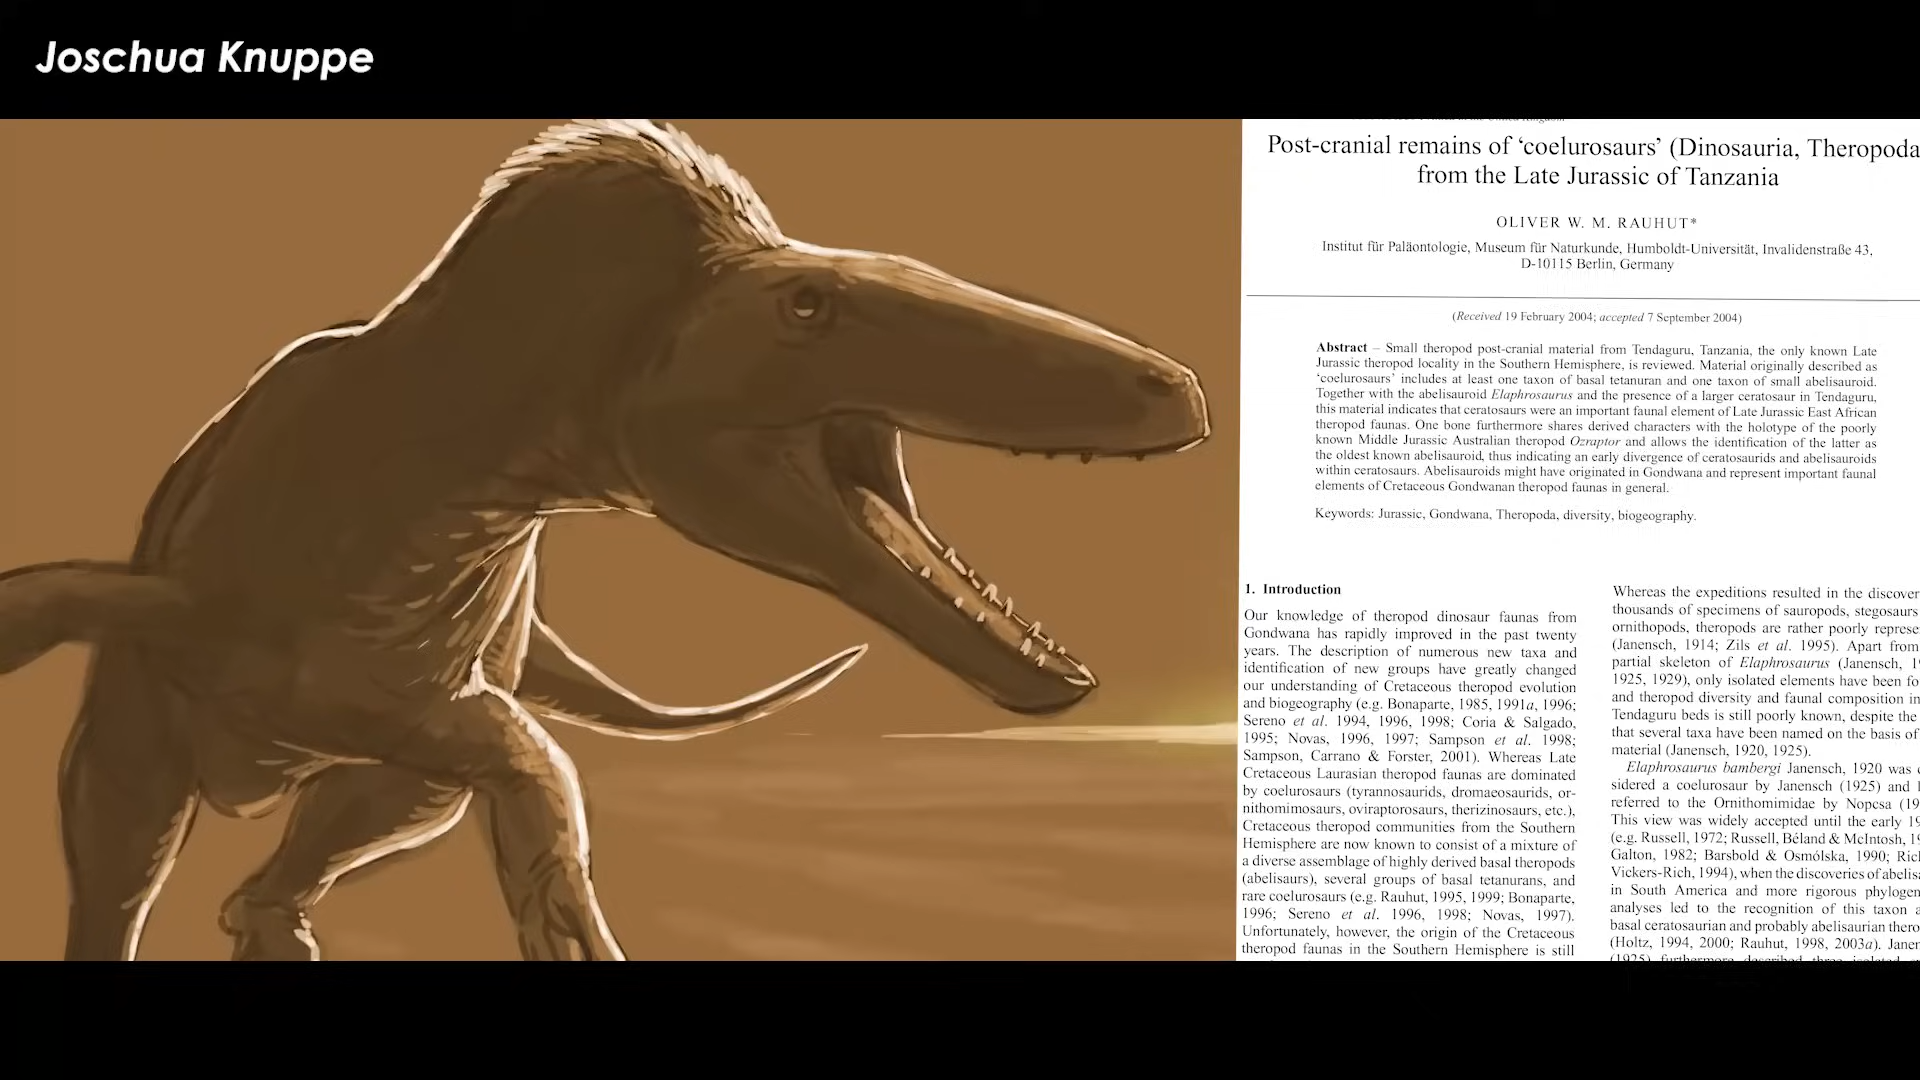 Joschua Knuppe
Post-cranial remains of ‘coelurosaurs’ (Dinosauria, Theropoda
from the Late Jurassic of Tanzania
OLIVER W. M. RAUHUT*
Institut für Paläontologie, Museum für Naturkunde, Humboldt-Universität, Invalidenstraße 43,
D-10115 Berlin, Germany
(Received 19 February 2004; accepted 7 September 2004)
Abstract – Small theropod post-cranial material from Tendaguru, Tanzania, the only known Late
Jurassic theropod locality in the Southern Hemisphere, is reviewed. Material originally described as
‘coelurosaurs’ includes at least one taxon of basal tetanuran and one taxon of small abelisauroid.
Together with the abelisauroid Elaphrosaurus and the presence of a larger ceratosaur in Tendaguru,
this material indicates that ceratosaurs were an important faunal element of Late Jurassic East African
theropod faunas. One bone furthermore shares derived characters with the holotype of the poorly
known Middle Jurassic Australian theropod Ozraptor and allows the identification of the latter as
the oldest known abelisauroid, thus indicating an early divergence of ceratosaurids and abelisauroids
within ceratosaurs. Abelisauroids might have originated in Gondwana and represent important faunal
elements of Cretaceous Gondwanan theropod faunas in general.
Keywords: Jurassic, Gondwana, Theropoda, diversity, biogeography.
1. Introduction
Our knowledge of theropod dinosaur faunas from
Gondwana has rapidly improved in the past twenty
years. The description of numerous new taxa and
identification of new groups have greatly changed
our understanding of Cretaceous theropod evolution
and biogeography (e.g. Bonaparte, 1985, 1991a, 1996;
Sereno et al. 1994, 1996, 1998; Coria & Salgado,
1995; Novas, 1996, 1997; Sampson et al. 1998;
Sampson, Carrano & Forster, 2001). Whereas Late
Cretaceous Laurasian theropod faunas are dominated
by coelurosaurs (tyrannosaurids, dromaeosaurids, or-
nithomimosaurs, oviraptorosaurs, therizinosaurs, etc.),
Cretaceous theropod communities from the Southern
Hemisphere are now known to consist of a mixture of
a diverse assemblage of highly derived basal theropods
(abelisaurs), several groups of basal tetanurans, and
rare coelurosaurs (e.g. Rauhut, 1995, 1999; Bonaparte,
1996; Sereno et al. 1996, 1998; Novas, 1997).
Unfortunately, however, the origin of the Cretaceous
theropod faunas in the Southern Hemisphere is still
Whereas the expeditions resulted in the discover
thousands of specimens of sauropods, stegosaurs
ornithopods, theropods are rather poorly represe
(Janensch, 1914; Zils et al. 1995). Apart from
partial skeleton of Elaphrosaurus (Janensch, 19
1925, 1929), only isolated elements have been fo
and theropod diversity and faunal composition in
Tendaguru beds is still poorly known, despite the
that several taxa have been named on the basis of
material (Janensch, 1920, 1925).
Elaphrosaurus bambergi Janensch, 1920 was c
sidered a coelurosaur by Janensch (1925) and l
referred to the Ornithomimidae by Nopcsa (19
This view was widely accepted until the early 19
(e.g. Russell, 1972; Russell, Béland & McIntosh, 19
Galton, 1982; Barsbold & Osmólska, 1990; Rich
Vickers-Rich, 1994), when the discoveries of abelisa
in South America and more rigorous phylogen
analyses led to the recognition of this taxon a
basal ceratosaurian and probably abelisaurian thero
(Holtz, 1994, 2000; Rauhut, 1998, 2003a). Janen